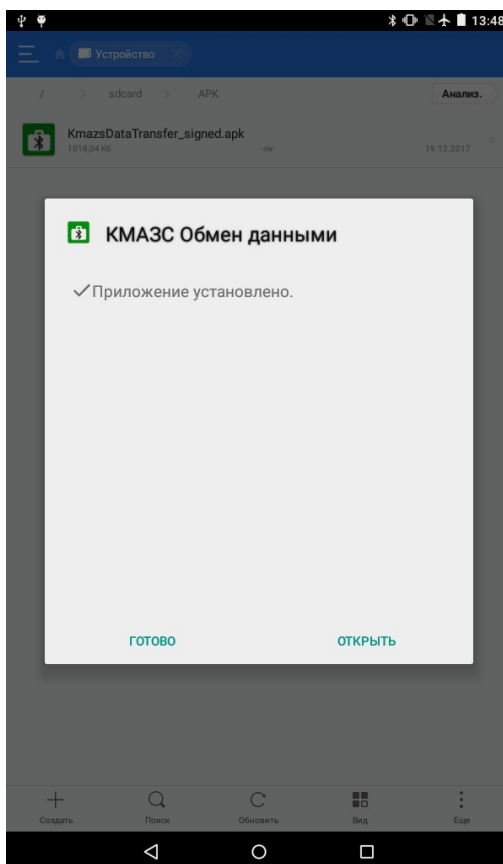 13:48
Устройство
/ > sdcard > APK
Анализ.
KmazsDataTransfer_signed.apk
1018,04 Кб -rw 19.12.2017
КМАЗС Обмен данными
Приложение установлено.
ГОТОВО ОТКРЫТЬ
Создать Поиск Обновить Вид Еще